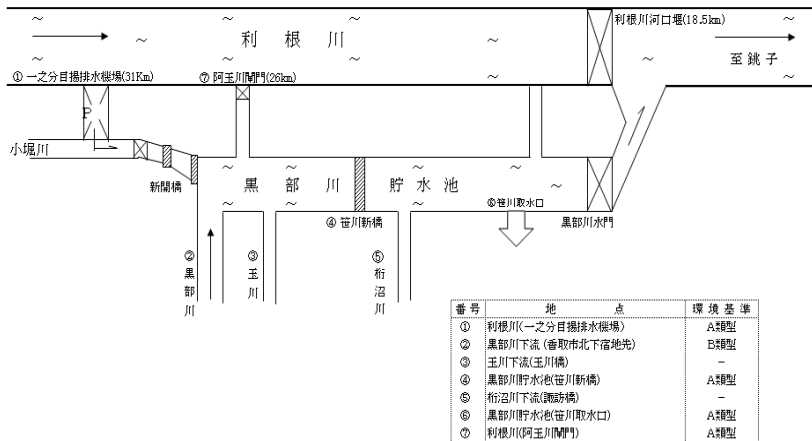 利根川河口堰(18.5km)
利根川
至銚子
① 一之分目揚排水機場(31Km)
⑦ 阿玉川閘門(26km)
P
小堀川
新開橋
黒部川
貯水池
⑥笹川取水口
④ 笹川新橋
黒部川水門
②黒部川
③玉川
⑤桁沼川
番号 地点 環境基準
① 利根川(一之分目揚排水機場) A類型
② 黒部川下流(香取市北下宿地先) B類型
③ 玉川下流(玉川橋) −
④ 黒部川貯水池(笹川新橋) A類型
⑤ 桁沼川下流(諏訪橋) −
⑥ 黒部川貯水池(笹川取水口) A類型
⑦ 利根川(阿玉川閘門) A類型